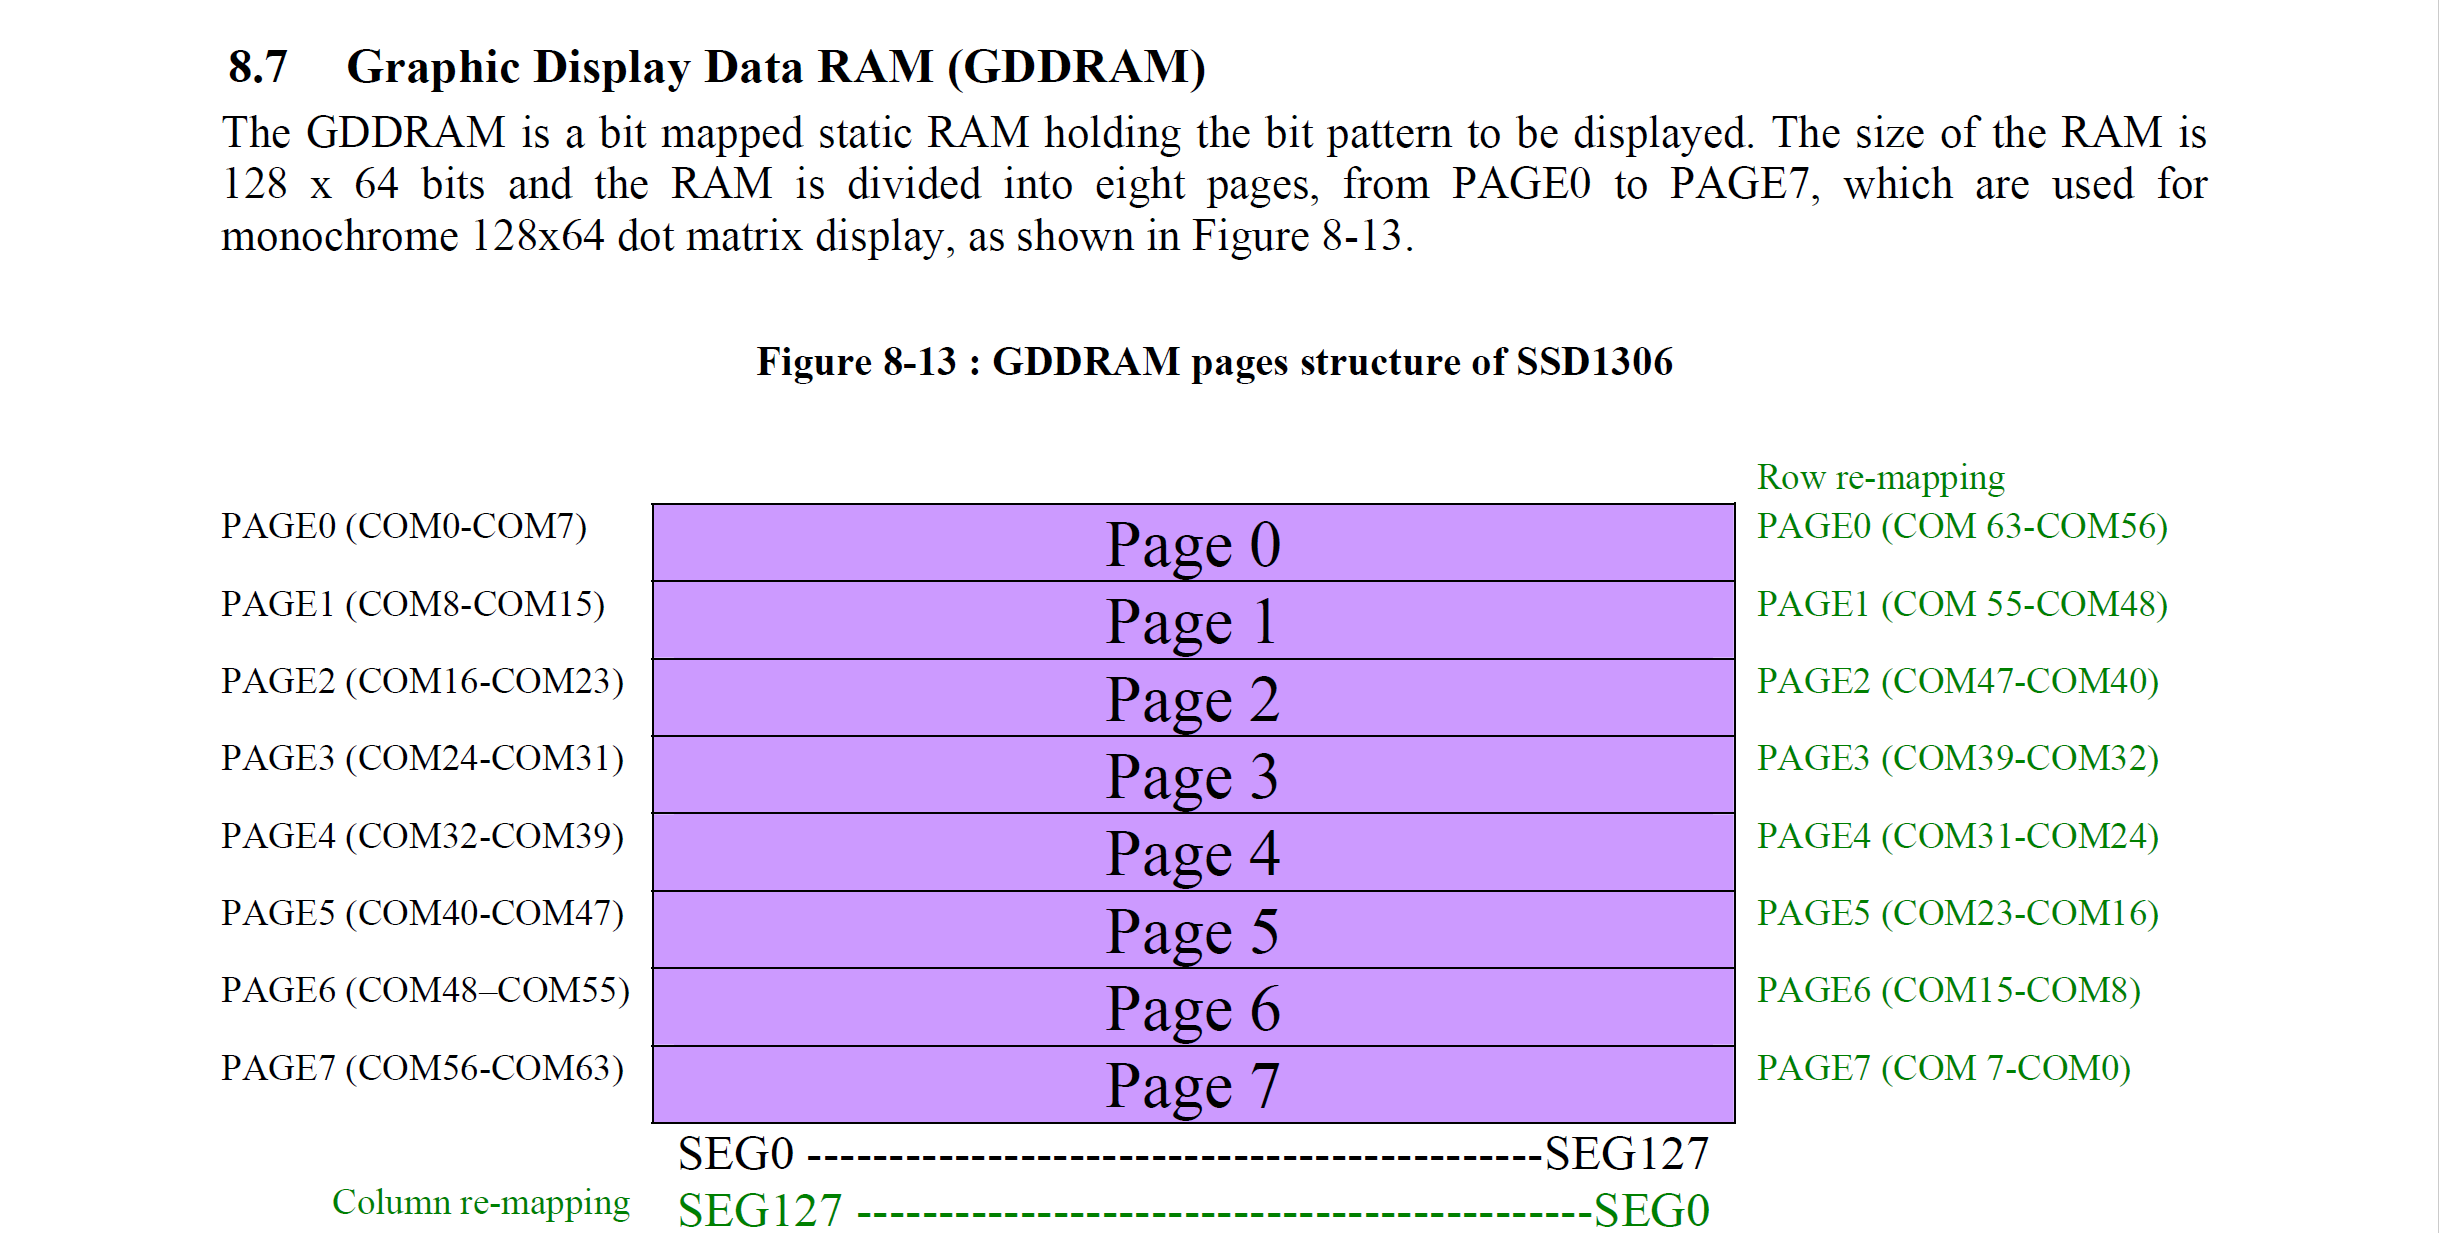 8.7 Graphic Display Data RAM (GDDRAM)
The GDDRAM is a bit mapped static RAM holding the bit pattern to be displayed. The size of the RAM is
128 x 64 bits and the RAM is divided into eight pages, from PAGE0 to PAGE7, which are used for
monochrome 128x64 dot matrix display, as shown in Figure 8-13.
Figure 8-13 : GDDRAM pages structure of SSD1306
Row re-mapping
PAGE0 (COM0-COM7) Page 0 PAGE0 (COM 63-COM56)
PAGE1 (COM8-COM15) Page 1 PAGE1 (COM 55-COM48)
PAGE2 (COM16-COM23) Page 2 PAGE2 (COM47-COM40)
PAGE3 (COM24-COM31) Page 3 PAGE3 (COM39-COM32)
PAGE4 (COM32-COM39) Page 4 PAGE4 (COM31-COM24)
PAGE5 (COM40-COM47) Page 5 PAGE5 (COM23-COM16)
PAGE6 (COM48–COM55) Page 6 PAGE6 (COM15-COM8)
PAGE7 (COM56-COM63) Page 7 PAGE7 (COM 7-COM0)
SEG0 ---------------------------------------------SEG127
Column re-mapping SEG127 ---------------------------------------------SEG0